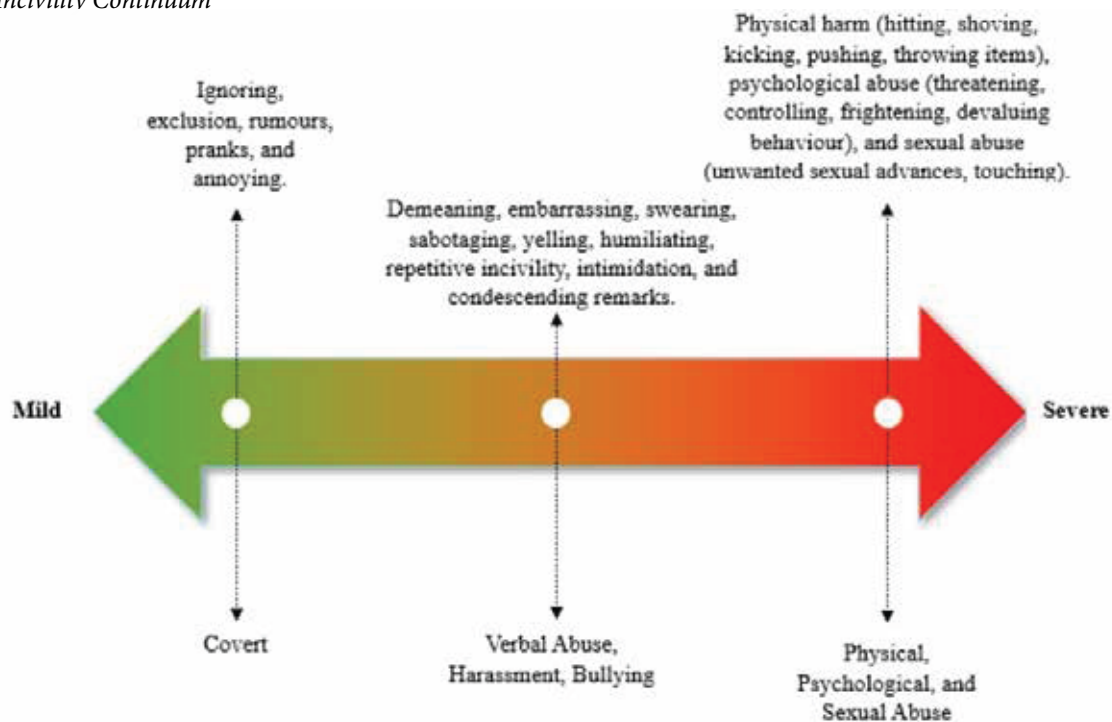 Incivility Continuum
Physical harm (hitting, shoving,
kicking, pushing, throwing items),
psychological abuse (threatening,
controlling, frightening, devaluing
behaviour), and sexual abuse
(unwanted sexual advances, touching).
Ignoring,
exclusion, rumours,
pranks, and
annoying.
Demeaning, embarrassing, swearing,
sabotaging, yelling, humiliating,
repetitive incivility, intimidation, and
condescending remarks.
Mild
Severe
Covert
Verbal Abuse,
Harassment, Bullying
Physical,
Psychological, and
Sexual Abuse